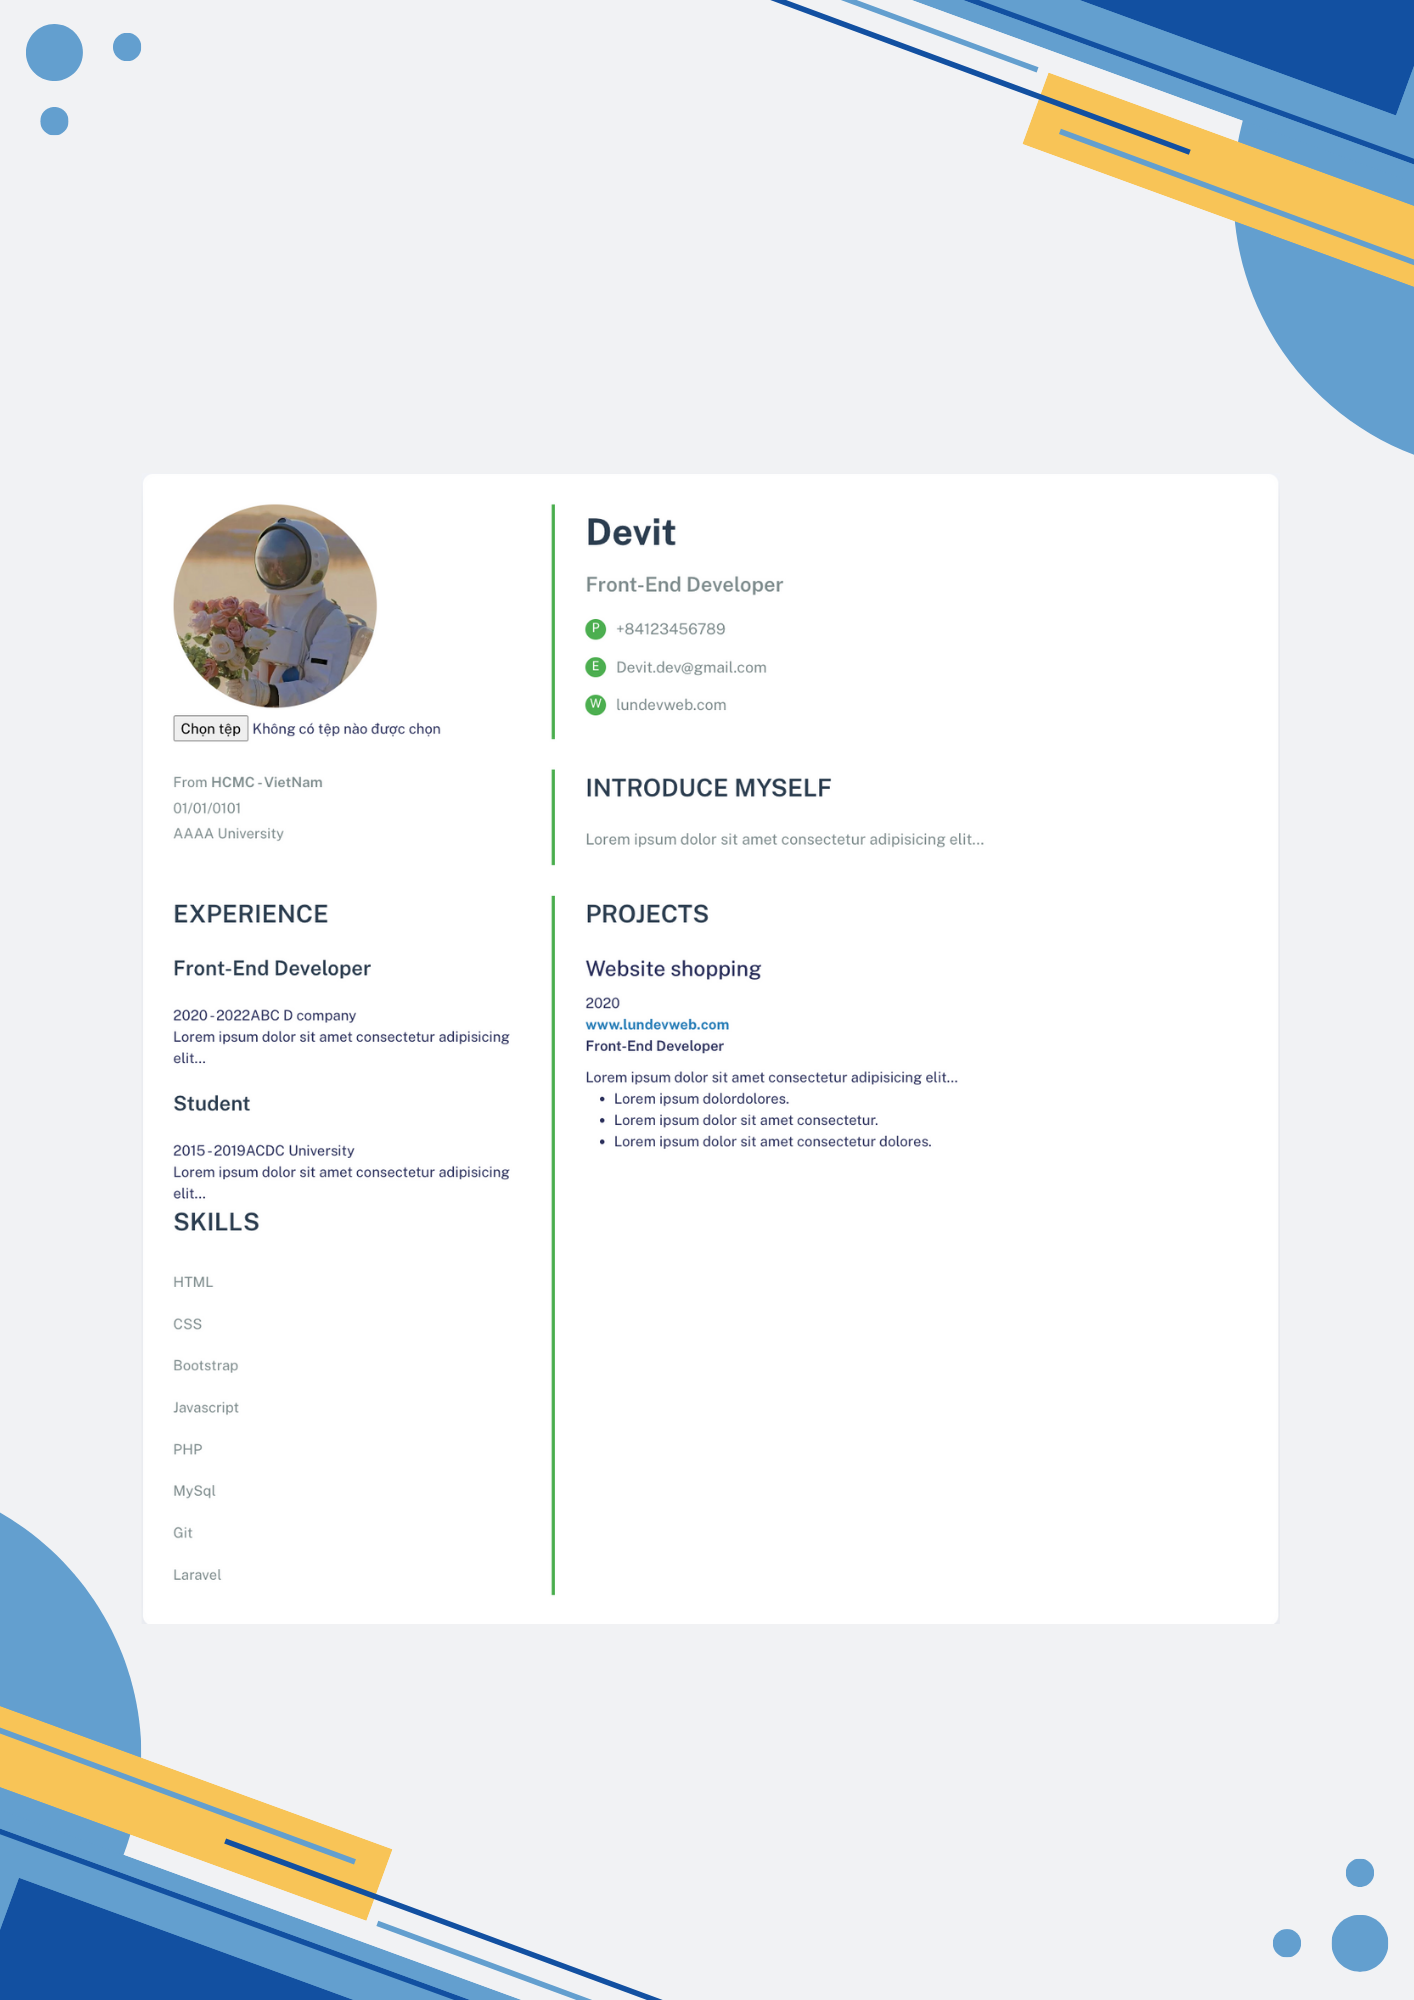 Devit
Front-End Developer
P +84123456789
E Devit.dev@gmail.com
W lundevweb.com
Chọn tệp Không có tệp nào được chọn
From HCMC - VietNam
01/01/0101
AAAA University
INTRODUCE MYSELF
Lorem ipsum dolor sit amet consectetur adipisicing elit...
EXPERIENCE
Front-End Developer
2020 - 2022ABC D company
Lorem ipsum dolor sit amet consectetur adipisicing
elit...
Student
2015 - 2019ACDC University
Lorem ipsum dolor sit amet consectetur adipisicing
elit...
SKILLS
HTML
CSS
Bootstrap
Javascript
PHP
MySql
Git
Laravel
PROJECTS
Website shopping
2020
www.lundevweb.com
Front-End Developer
Lorem ipsum dolor sit amet consectetur adipisicing elit...
• Lorem ipsum dolordolores.
• Lorem ipsum dolor sit amet consectetur.
• Lorem ipsum dolor sit amet consectetur dolores.